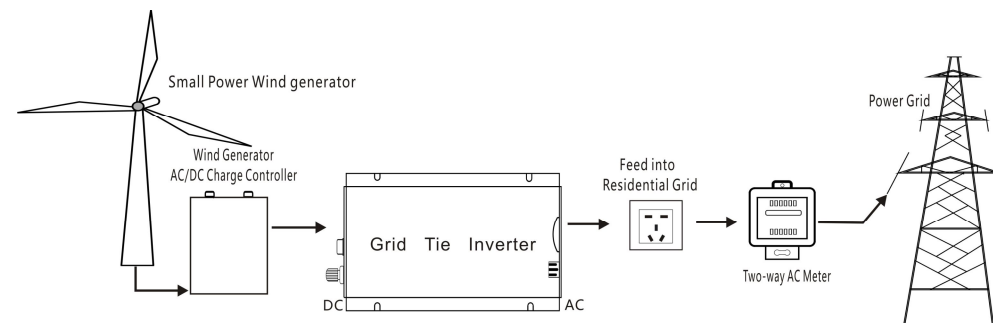 Small Power Wind generator
Wind Generator
AC/DC Charge Controller
Grid Tie Inverter
DC
AC
Feed into
Residential Grid
Two-way AC Meter
Power Grid